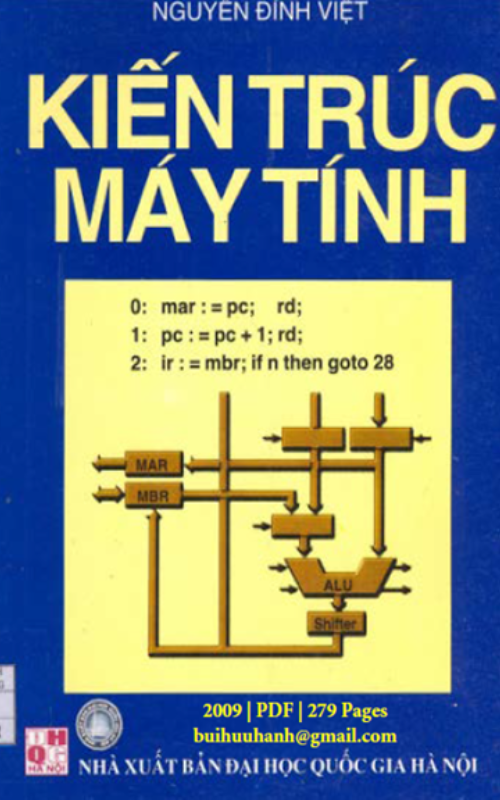 NGUYỄN ĐÌNH VIỆT
KIẾN TRÚC
MÁY TÍNH
0: mar : = pc; rd;
1: pc : = pc + 1; rd;
2: ir : = mbr; if n then goto 28
MAR
MBR
ALU
Shifter
2009 | PDF | 279 Pages
buihuuhanh@gmail.com
ĐHQG
HÀ NỘI
NHÀ XUẤT BẢN ĐẠI HỌC QUỐC GIA HÀ NỘI